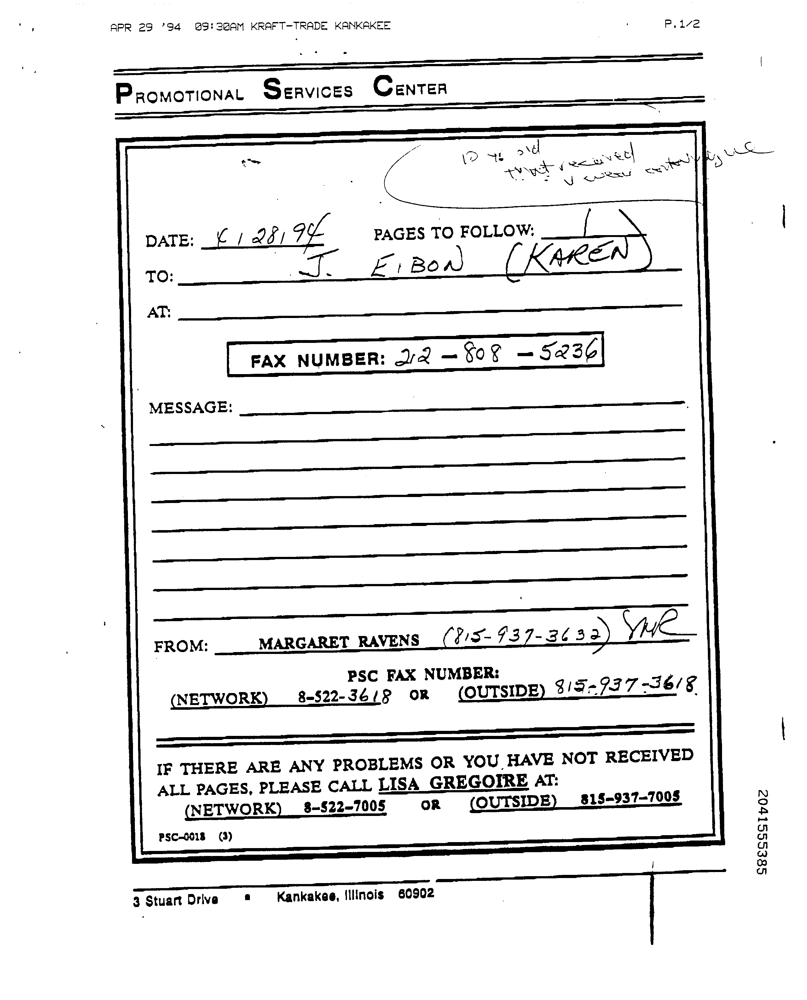 APR 29 '94 09:30AM KRAFT-TRADE KANKAKEE P.1/2
PROMOTIONAL SERVICES CENTER
10 yr old
that received
DATE: 4/28/94 PAGES TO FOLLOW: 1
TO: J. EIBON (KAREN)
AT:
FAX NUMBER: 212-808-5236
MESSAGE:
FROM: MARGARET RAVENS (815-937-3632)
PSC FAX NUMBER:
(NETWORK) 8-522-3618 OR (OUTSIDE) 815-937-3618
IF THERE ARE ANY PROBLEMS OR YOU HAVE NOT RECEIVED
ALL PAGES, PLEASE CALL LISA GREGOIRE AT:
(NETWORK) 8-522-7005 OR (OUTSIDE) 815-937-7005
PSC-0018 (3)
2041555385
3 Stuart Drive ▪ Kankakee, Illinois 60902